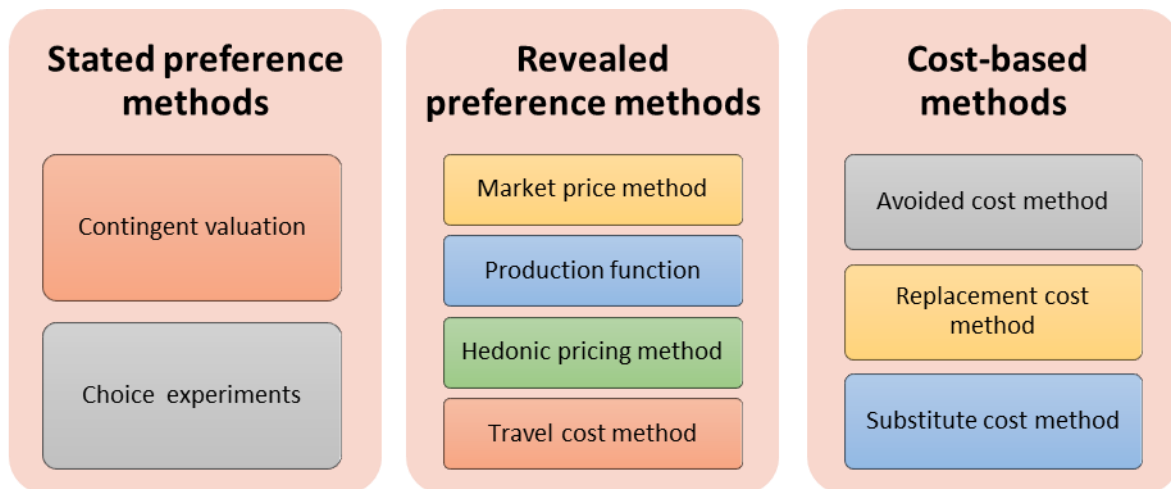 Stated preference
methods
Contingent valuation
Choice experiments
Revealed
preference methods
Market price method
Production function
Hedonic pricing method
Travel cost method
Cost-based
methods
Avoided cost method
Replacement cost
method
Substitute cost method